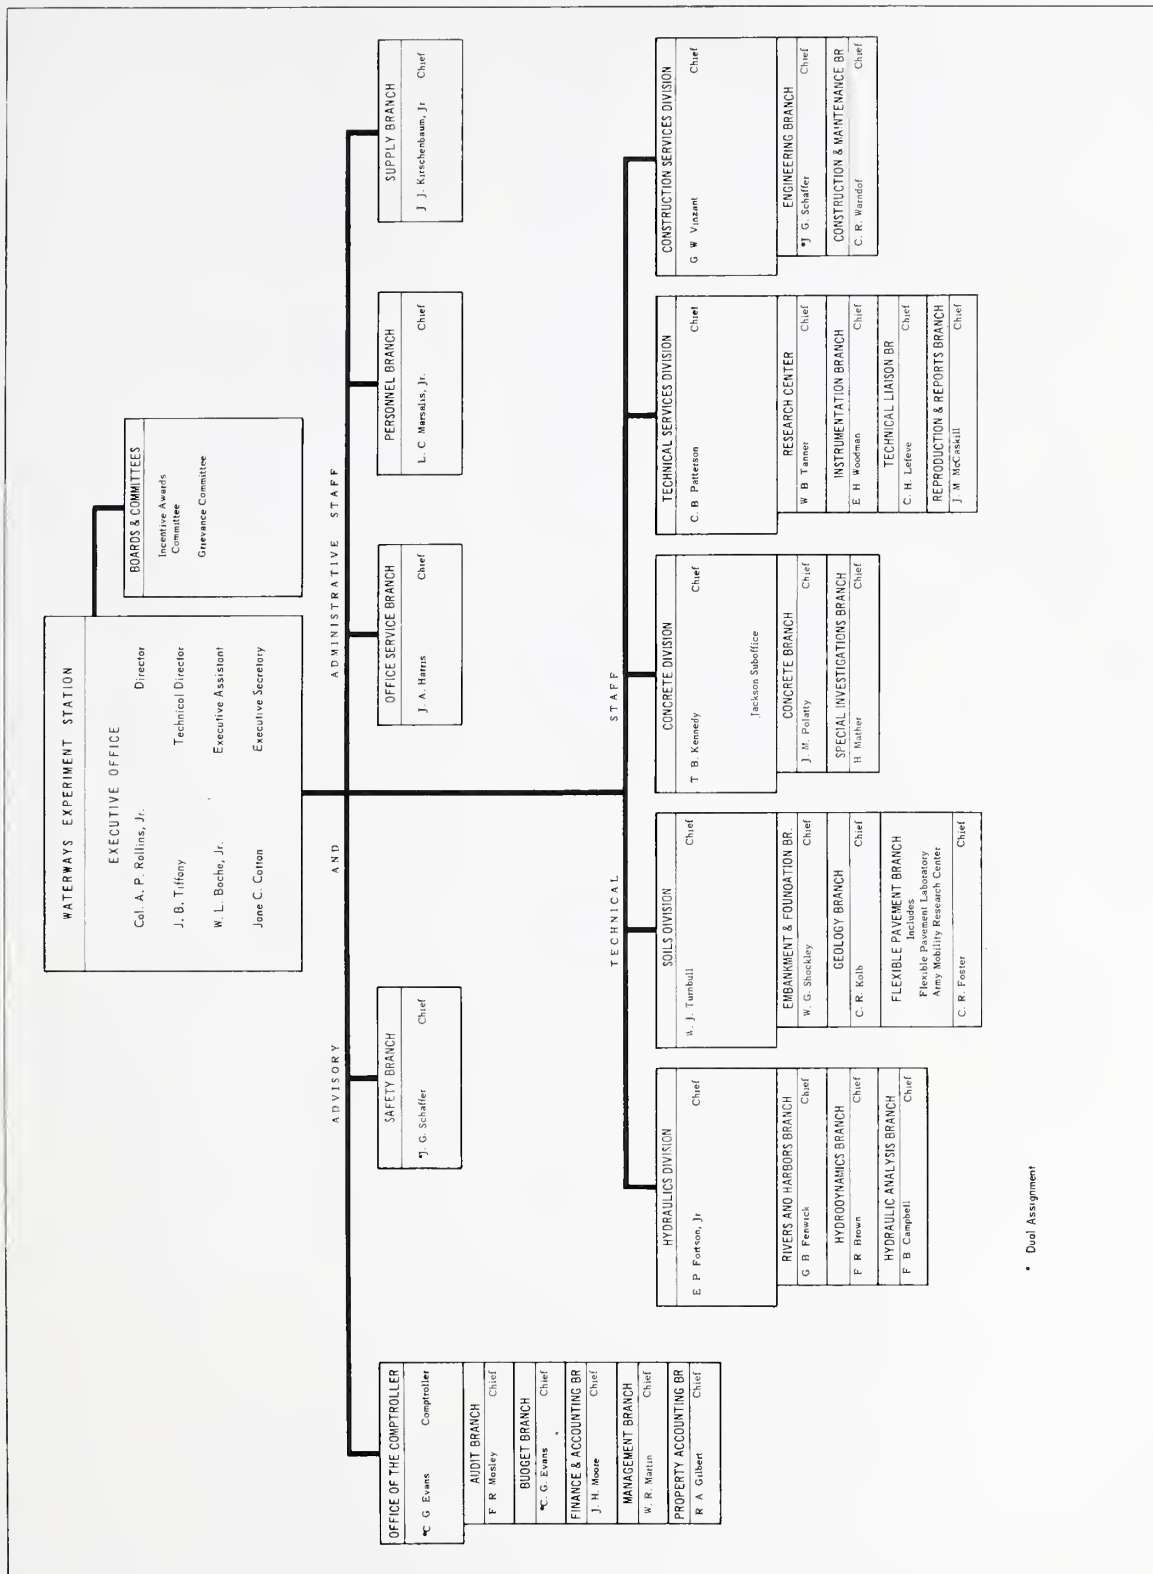 WATERWAYS EXPERIMENT STATION
EXECUTIVE OFFICE
Col. A. P. Rollins, Jr. Director
J. B. Tiffany Technical Director
W. L. Bache, Jr. Executive Assistant
Jane C. Cotton Executive Secretary
BOARDS & COMMITTEES
Incentive Awards
Committee
Grievance Committee
ADVISORY AND ADMINISTRATIVE STAFF
OFFICE OF THE COMPTROLLER
*C G Evans Comptroller
AUDIT BRANCH
F R Mosley Chief
BUDGET BRANCH
*C. G. Evans Chief
FINANCE & ACCOUNTING BR
J. H. Moore Chief
MANAGEMENT BRANCH
W. R. Martin Chief
PROPERTY ACCOUNTING BR
R A Gilbert Chief
SAFETY BRANCH
*J. G. Schaffer Chief
OFFICE SERVICE BRANCH
J. A. Harris Chief
PERSONNEL BRANCH
L. C Marsalis, Jr. Chief
SUPPLY BRANCH
J J. Kirschenbaum, Jr Chief
TECHNICAL STAFF
HYDRAULICS DIVISION
E P Fortson, Jr Chief
RIVERS AND HARBORS BRANCH
G B Fenwick Chief
HYDRODYNAMICS BRANCH
F R Brown Chief
HYDRAULIC ANALYSIS BRANCH
F B Campbell Chief
SOILS DIVISION
W. J. Turnbull Chief
EMBANKMENT & FOUNDATION BR.
W. G. Shockley Chief
GEOLOGY BRANCH
C. R. Kolb Chief
FLEXIBLE PAVEMENT BRANCH
Includes
Flexible Pavement Laboratory
Army Mobility Research Center
C. R. Foster Chief
CONCRETE DIVISION
T B. Kennedy Chief
Jackson Suboffice
CONCRETE BRANCH
J. M. Polatty Chief
SPECIAL INVESTIGATIONS BRANCH
H Mather Chief
TECHNICAL SERVICES DIVISION
C. B Patterson Chief
RESEARCH CENTER
W B Tanner Chief
INSTRUMENTATION BRANCH
E H Woodman Chief
TECHNICAL LIAISON BR
C. H. Lefeve Chief
REPRODUCTION & REPORTS BRANCH
J. M McCaskill Chief
CONSTRUCTION SERVICES DIVISION
G W Vinzant Chief
ENGINEERING BRANCH
*J G. Schaffer Chief
CONSTRUCTION & MAINTENANCE BR
C. R. Warndof Chief
* Dual Assignment